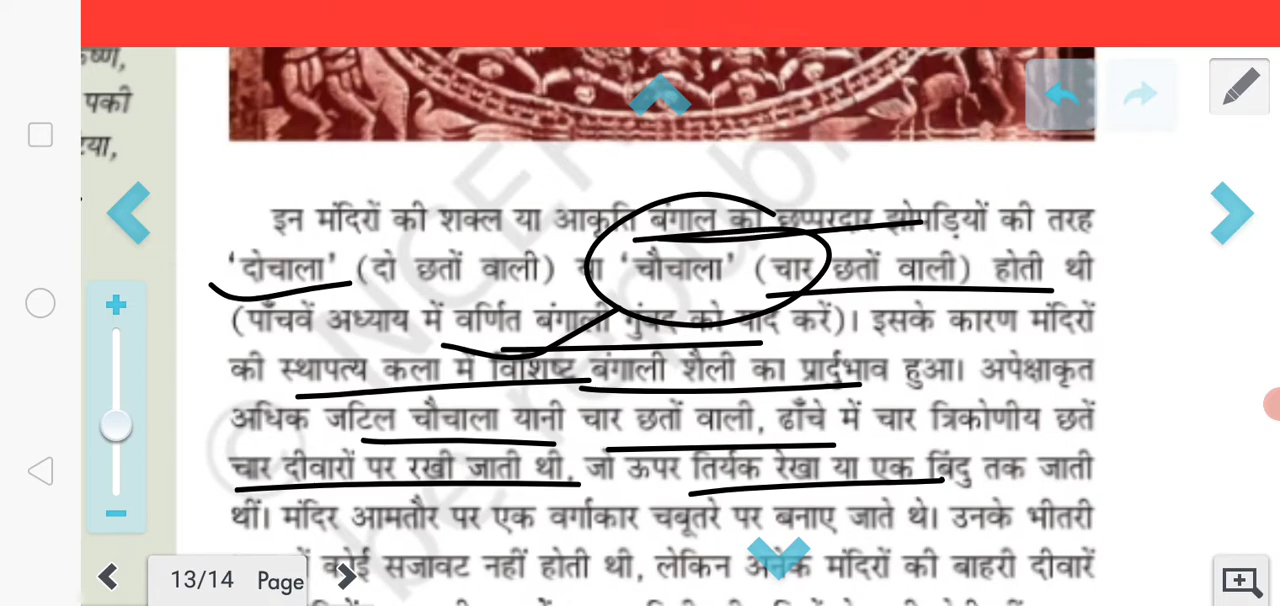 पकी
इन मंदिरों की शक्ल या आकृति बंगाल की छप्परदार झोपड़ियों की तरह
'दोचाला' (दो छतों वाली) या 'चौचाला' (चार छतों वाली) होती थी
(पाँचवें अध्याय में वर्णित बंगाली गुंबद को याद करें)। इसके कारण मंदिरों
की स्थापत्य कला में विशिष्ट बंगाली शैली का प्रार्दुभाव हुआ। अपेक्षाकृत
अधिक जटिल चौचाला यानी चार छतों वाली, ढाँचे में चार त्रिकोणीय छतें
चार दीवारों पर रखी जाती थी, जो ऊपर तिर्यक रेखा या एक बिंदु तक जाती
थीं। मंदिर आमतौर पर एक वर्गाकार चबूतरे पर बनाए जाते थे। उनके भीतरी
कोई सजावट नहीं होती थी, लेकिन अनेक मंदिरों की बाहरी दीवारें
13/14 Page